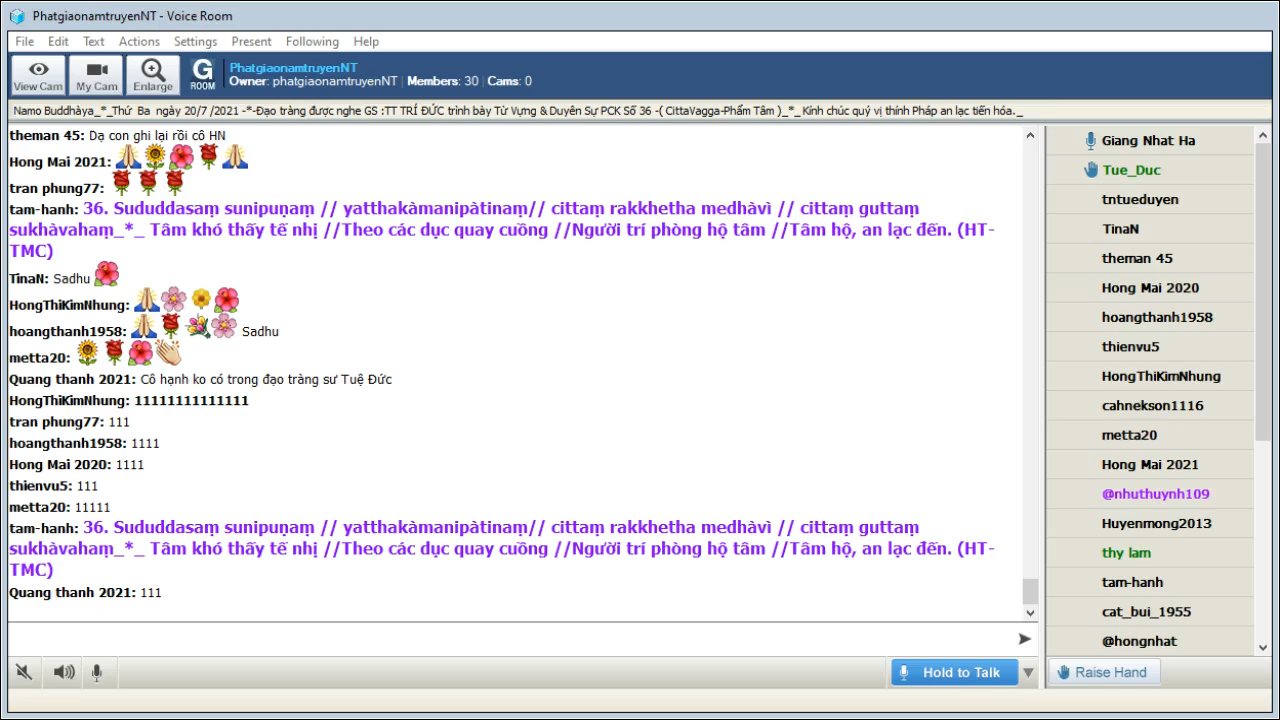 PhatgiaonamtruyenNT - Voice Room
File Edit Text Actions Settings Present Following Help
View Cam My Cam Enlarge G ROOM
PhatgiaonamtruyenNT
Owner: phatgiaonamtruyenNT | Members: 30 | Cams: 0
Namo Buddhàya_*_Thứ Ba ngày 20/7 /2021 -*-Đạo tràng được nghe GS :TT TRÍ ĐỨC trình bày Từ Vựng & Duyên Sự PCK Số 36 -( CittaVagga-Phẩm Tâm )_*_ Kính chúc quý vị thính Pháp an lạc tiến hóa._
theman 45: Dạ con ghi lại rồi cô HN
Hong Mai 2021:
tran phung77:
tam-hanh: 36. Sududdasaṃ sunipuṇaṃ // yatthakàmanipàtinaṃ// cittaṃ rakkhetha medhàvì // cittaṃ guttaṃ
sukhàvahaṃ_*_ Tâm khó thấy tế nhị //Theo các dục quay cuồng //Người trí phòng hộ tâm //Tâm hộ, an lạc đến. (HT-
TMC)
TinaN: Sadhu
HongThiKimNhung:
hoangthanh1958: Sadhu
metta20:
Quang thanh 2021: Cô hạnh ko có trong đạo tràng sư Tuệ Đức
HongThiKimNhung: 11111111111111
tran phung77: 111
hoangthanh1958: 1111
Hong Mai 2020: 1111
thienvu5: 111
metta20: 11111
tam-hanh: 36. Sududdasaṃ sunipuṇaṃ // yatthakàmanipàtinaṃ// cittaṃ rakkhetha medhàvì // cittaṃ guttaṃ
sukhàvahaṃ_*_ Tâm khó thấy tế nhị //Theo các dục quay cuồng //Người trí phòng hộ tâm //Tâm hộ, an lạc đến. (HT-
TMC)
Quang thanh 2021: 111
Giang Nhat Ha
Tue_Duc
tntueduyen
TinaN
theman 45
Hong Mai 2020
hoangthanh1958
thienvu5
HongThiKimNhung
cahnekson1116
metta20
Hong Mai 2021
@nhuthuynh109
Huyenmong2013
thy lam
tam-hanh
cat_bui_1955
@hongnhat
Hold to Talk
Raise Hand